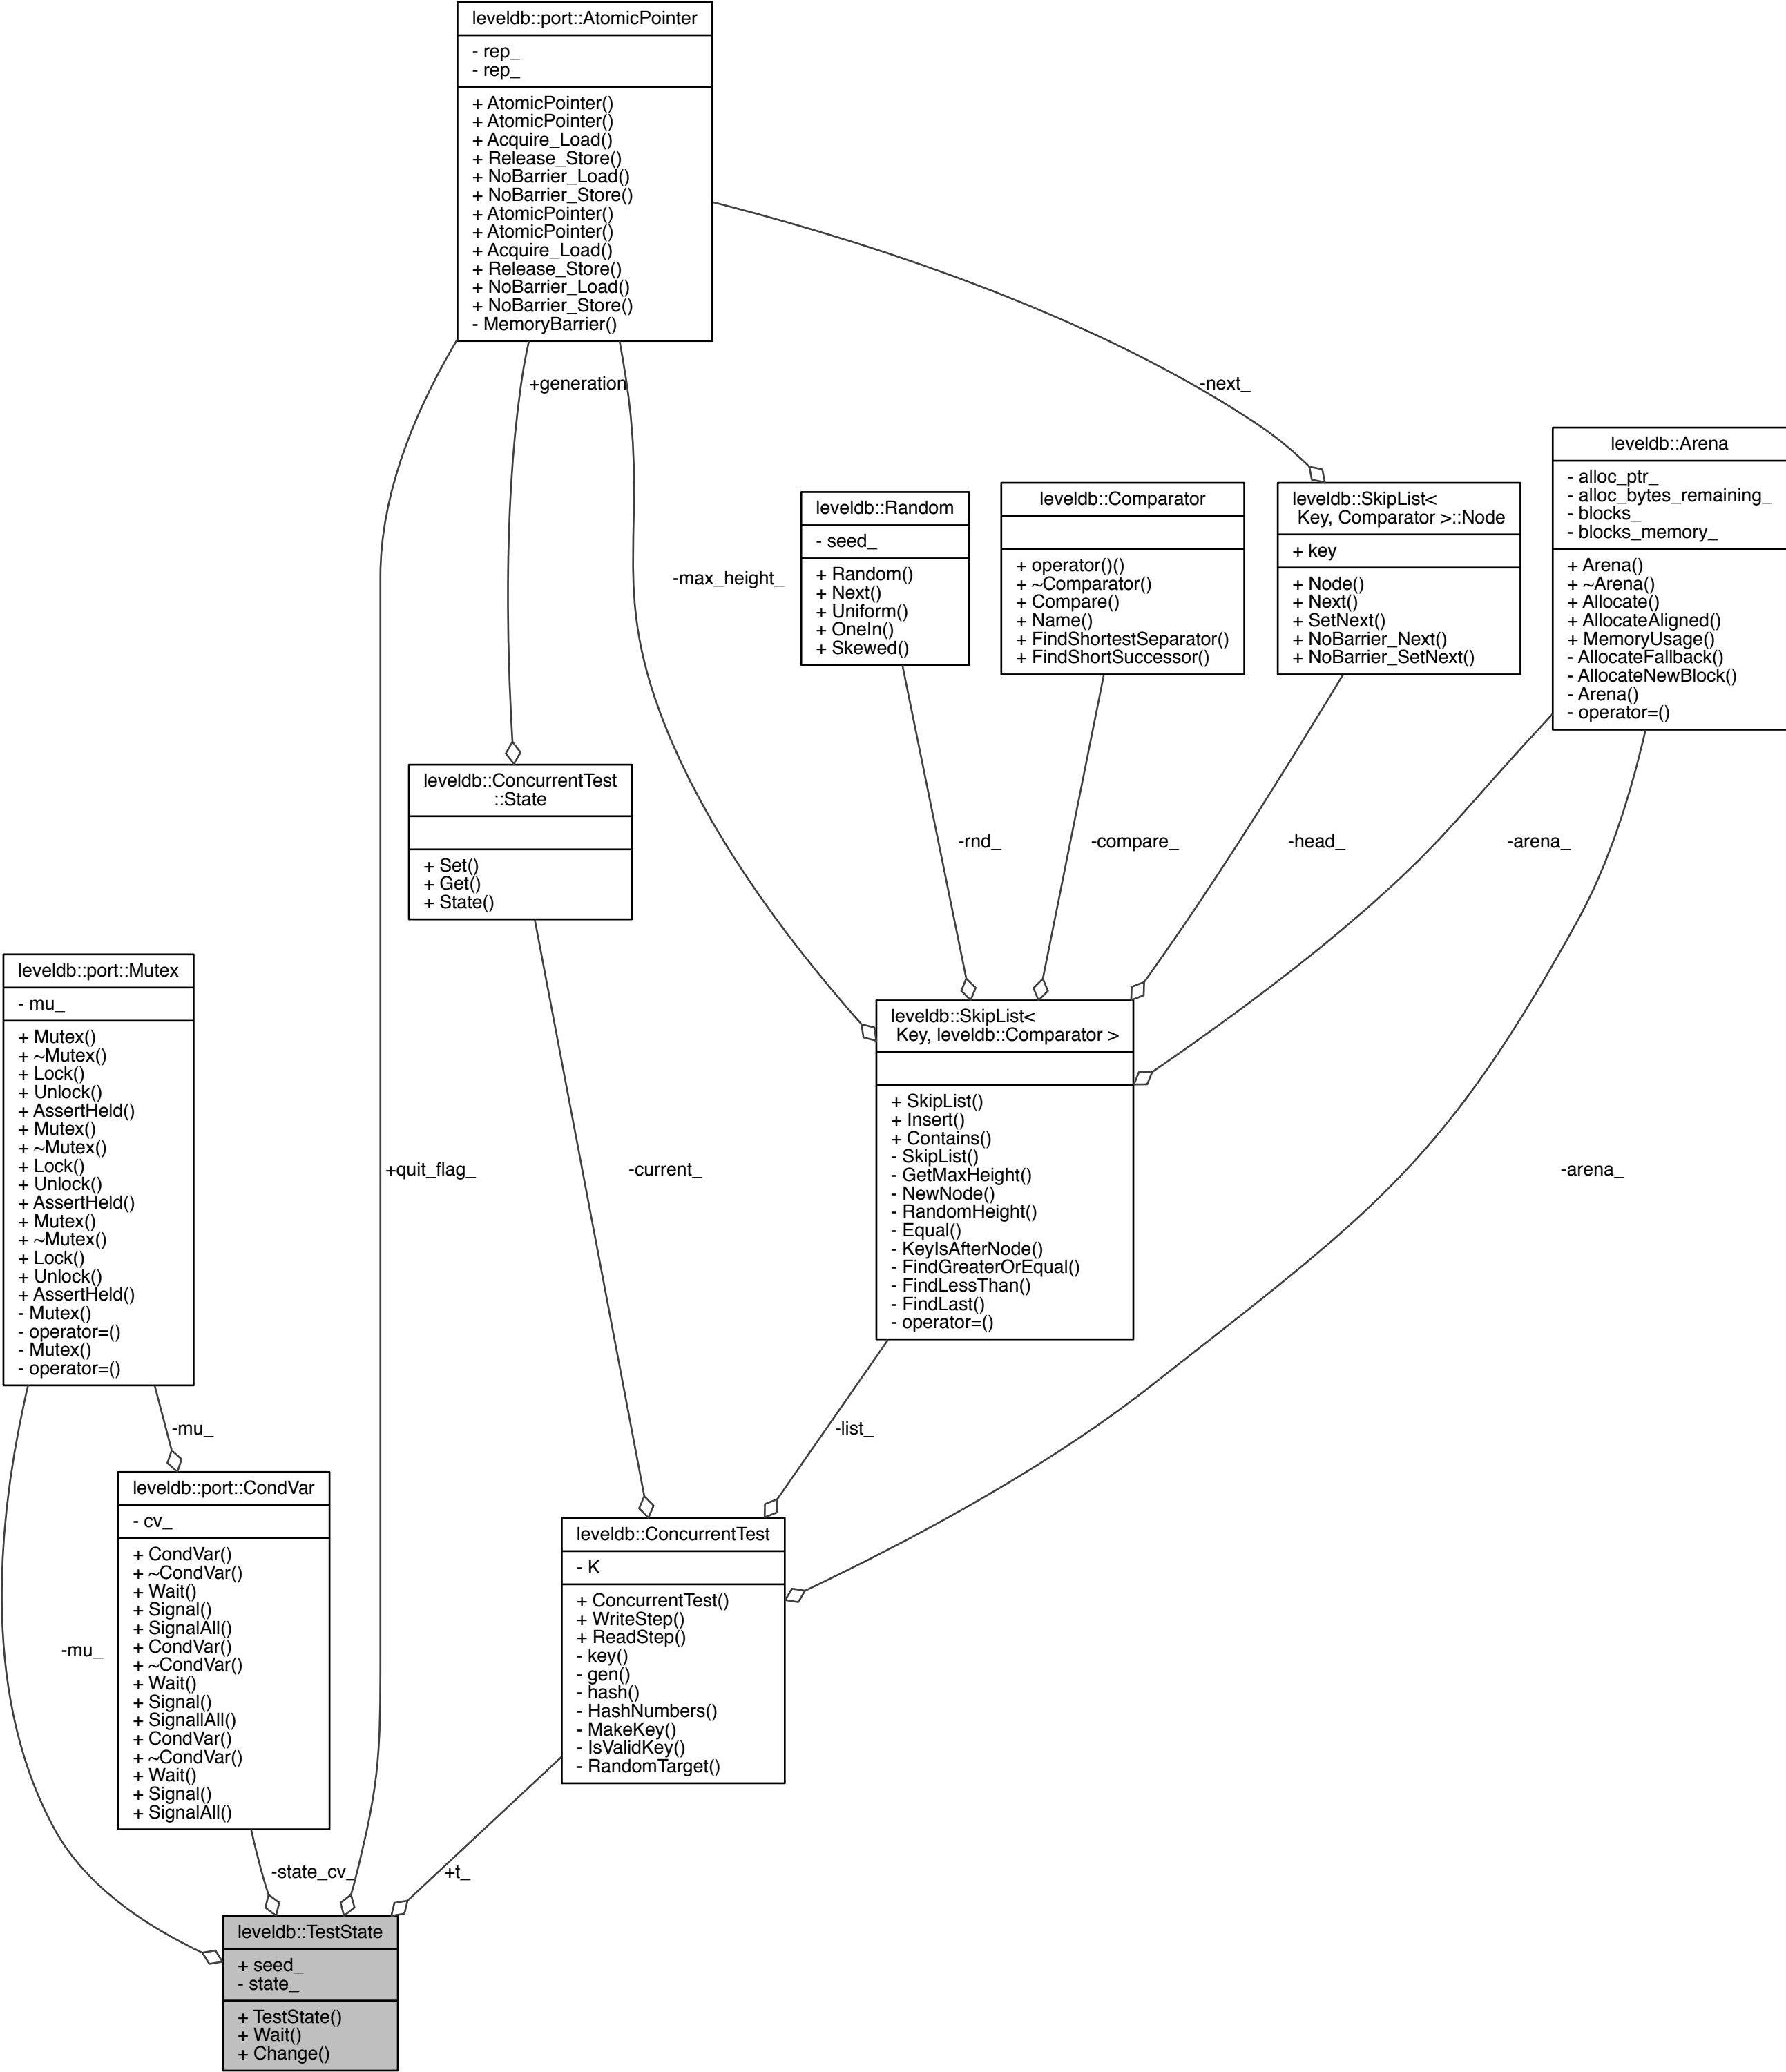 leveldb::port::AtomicPointer
- rep_
- rep_
+ AtomicPointer()
+ AtomicPointer()
+ Acquire_Load()
+ Release_Store()
+ NoBarrier_Load()
+ NoBarrier_Store()
+ AtomicPointer()
+ AtomicPointer()
+ Acquire_Load()
+ Release_Store()
+ NoBarrier_Load()
+ NoBarrier_Store()
- MemoryBarrier()
+generation
-next_
leveldb::Arena
- alloc_ptr_
- alloc_bytes_remaining_
- blocks_
- blocks_memory_
+ Arena()
+ ~Arena()
+ Allocate()
+ AllocateAligned()
+ MemoryUsage()
- AllocateFallback()
- AllocateNewBlock()
- Arena()
- operator=()
leveldb::Random
- seed_
+ Random()
+ Next()
+ Uniform()
+ OneIn()
+ Skewed()
leveldb::Comparator
+ operator()()
+ ~Comparator()
+ Compare()
+ Name()
+ FindShortestSeparator()
+ FindShortSuccessor()
leveldb::SkipList<
Key, Comparator >::Node
+ key
+ Node()
+ Next()
+ SetNext()
+ NoBarrier_Next()
+ NoBarrier_SetNext()
-max_height_
leveldb::ConcurrentTest
::State
+ Set()
+ Get()
+ State()
-rnd_
-compare_
-head_
-arena_
leveldb::port::Mutex
- mu_
+ Mutex()
+ ~Mutex()
+ Lock()
+ Unlock()
+ AssertHeld()
+ Mutex()
+ ~Mutex()
+ Lock()
+ Unlock()
+ AssertHeld()
+ Mutex()
+ ~Mutex()
+ Lock()
+ Unlock()
+ AssertHeld()
- Mutex()
- operator=()
- Mutex()
- operator=()
+quit_flag_
-current_
leveldb::SkipList<
Key, leveldb::Comparator >
+ SkipList()
+ Insert()
+ Contains()
- SkipList()
- GetMaxHeight()
- NewNode()
- RandomHeight()
- Equal()
- KeyIsAfterNode()
- FindGreaterOrEqual()
- FindLessThan()
- FindLast()
- operator=()
-arena_
-mu_
-list_
leveldb::port::CondVar
- cv_
+ CondVar()
+ ~CondVar()
+ Wait()
+ Signal()
+ SignalAll()
+ CondVar()
+ ~CondVar()
+ Wait()
+ Signal()
+ SignallAll()
+ CondVar()
+ ~CondVar()
+ Wait()
+ Signal()
+ SignalAll()
-mu_
leveldb::ConcurrentTest
- K
+ ConcurrentTest()
+ WriteStep()
+ ReadStep()
- key()
- gen()
- hash()
- HashNumbers()
- MakeKey()
- IsValidKey()
- RandomTarget()
-state_cv_
+t_
leveldb::TestState
+ seed_
- state_
+ TestState()
+ Wait()
+ Change()